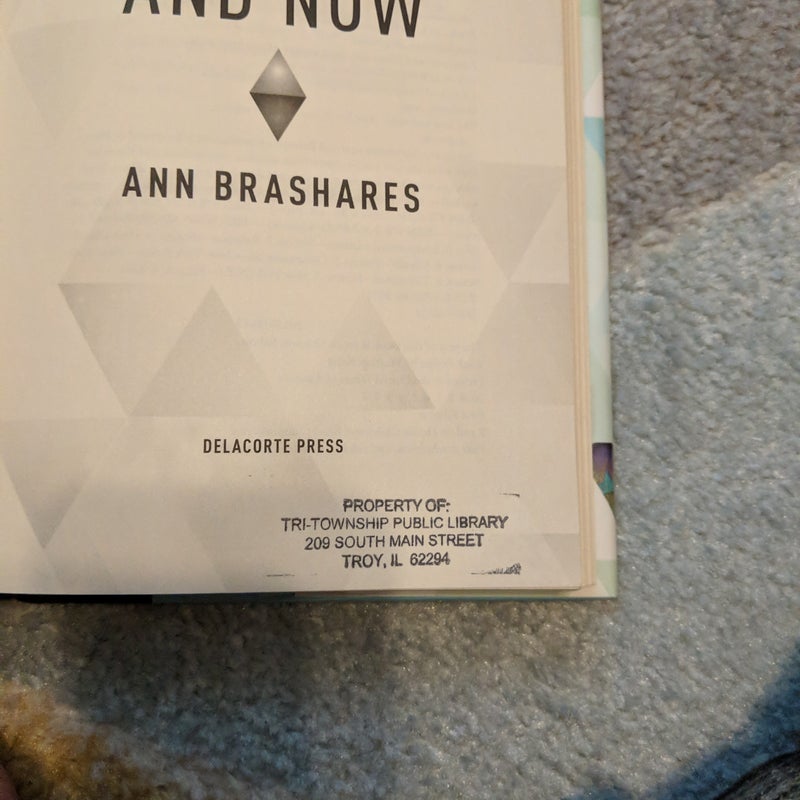 AND NOW
ANN BRASHARES
DELACORTE PRESS
PROPERTY OF:
TRI-TOWNSHIP PUBLIC LIBRARY
209 SOUTH MAIN STREET
TROY, IL 62294